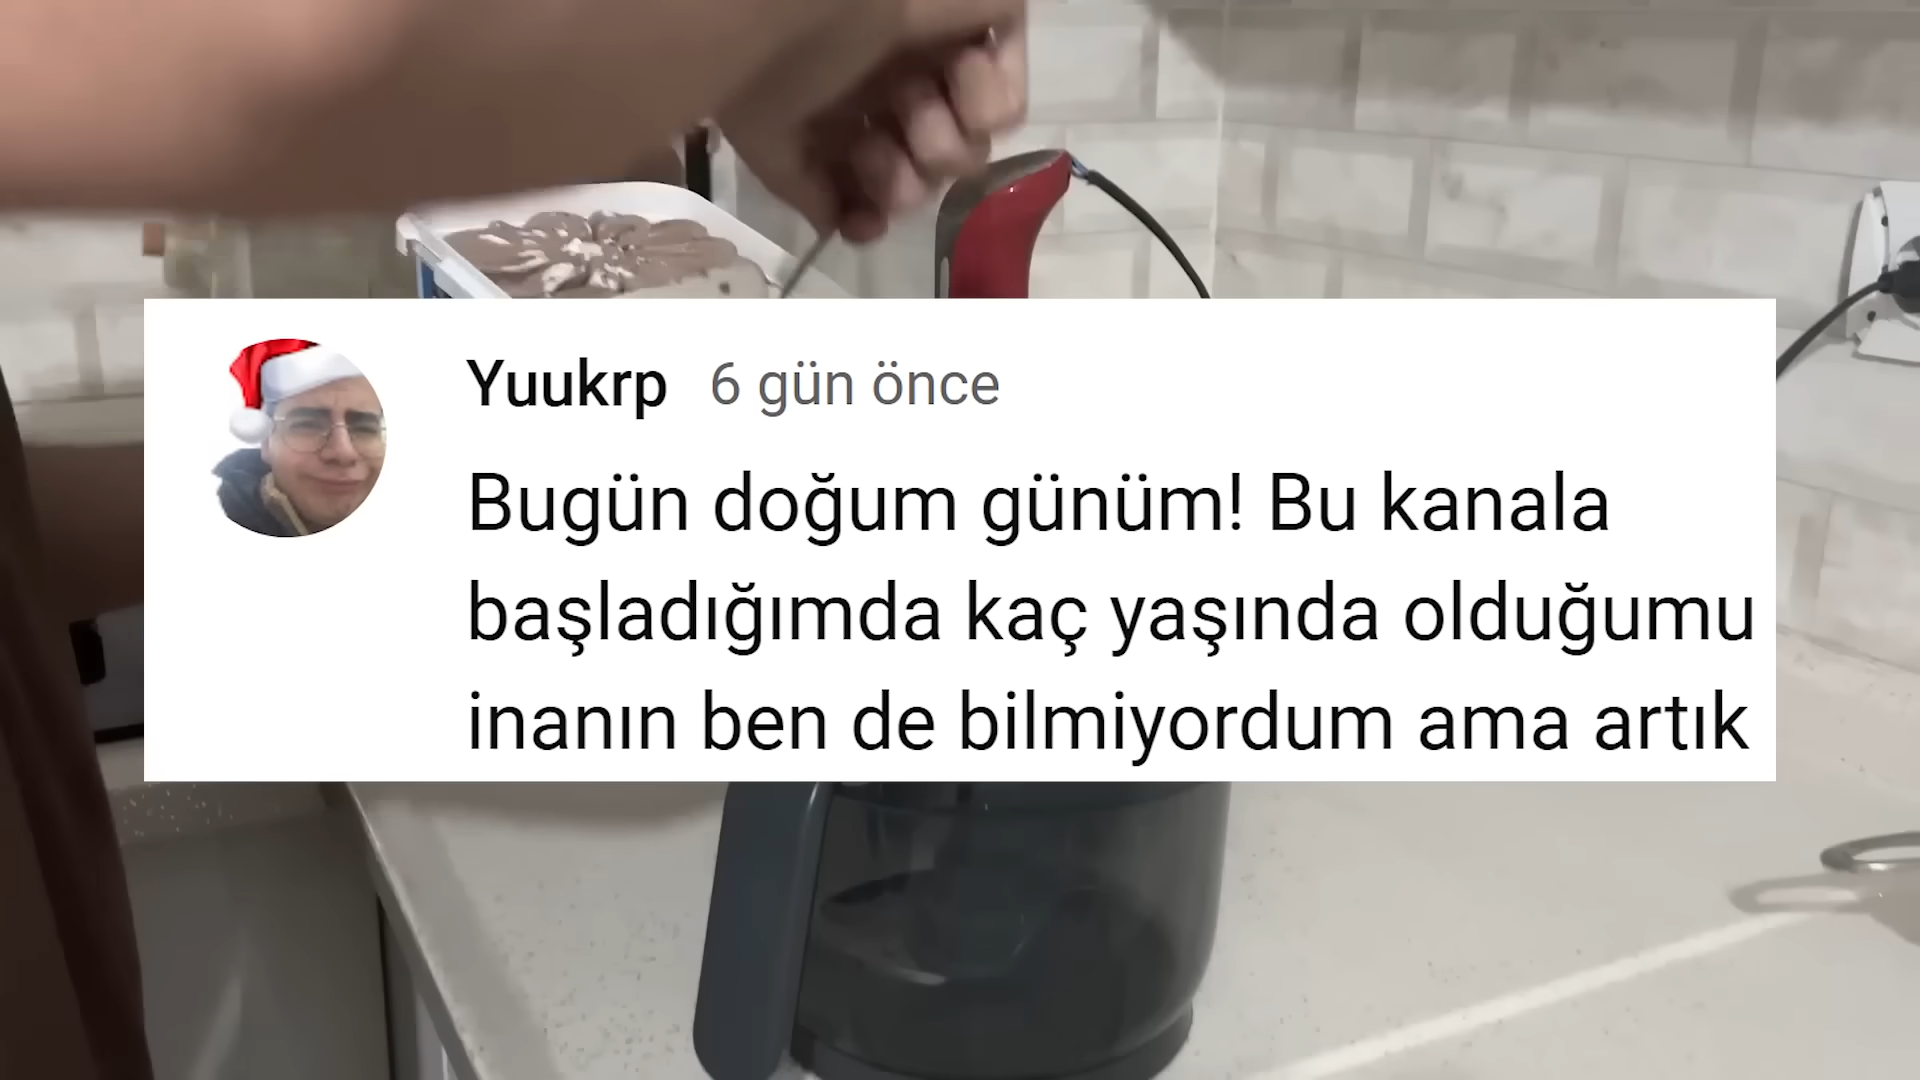 Yuukrp 6 gün önce
Bugün doğum günüm! Bu kanala
başladığımda kaç yaşında olduğumu
inanın ben de bilmiyordum ama artık